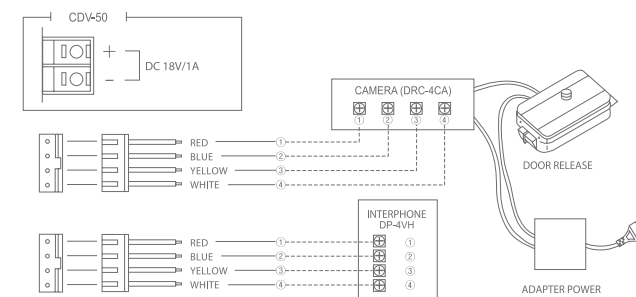 CDV-50
+
–
DC 18V/1A
CAMERA (DRC-4CA)
① ② ③ ④
RED ①
BLUE ②
YELLOW ③
WHITE ④
DOOR RELEASE
INTERPHONE
DP-4VH
RED ① ①
BLUE ② ②
YELLOW ③ ③
WHITE ④ ④
ADAPTER POWER